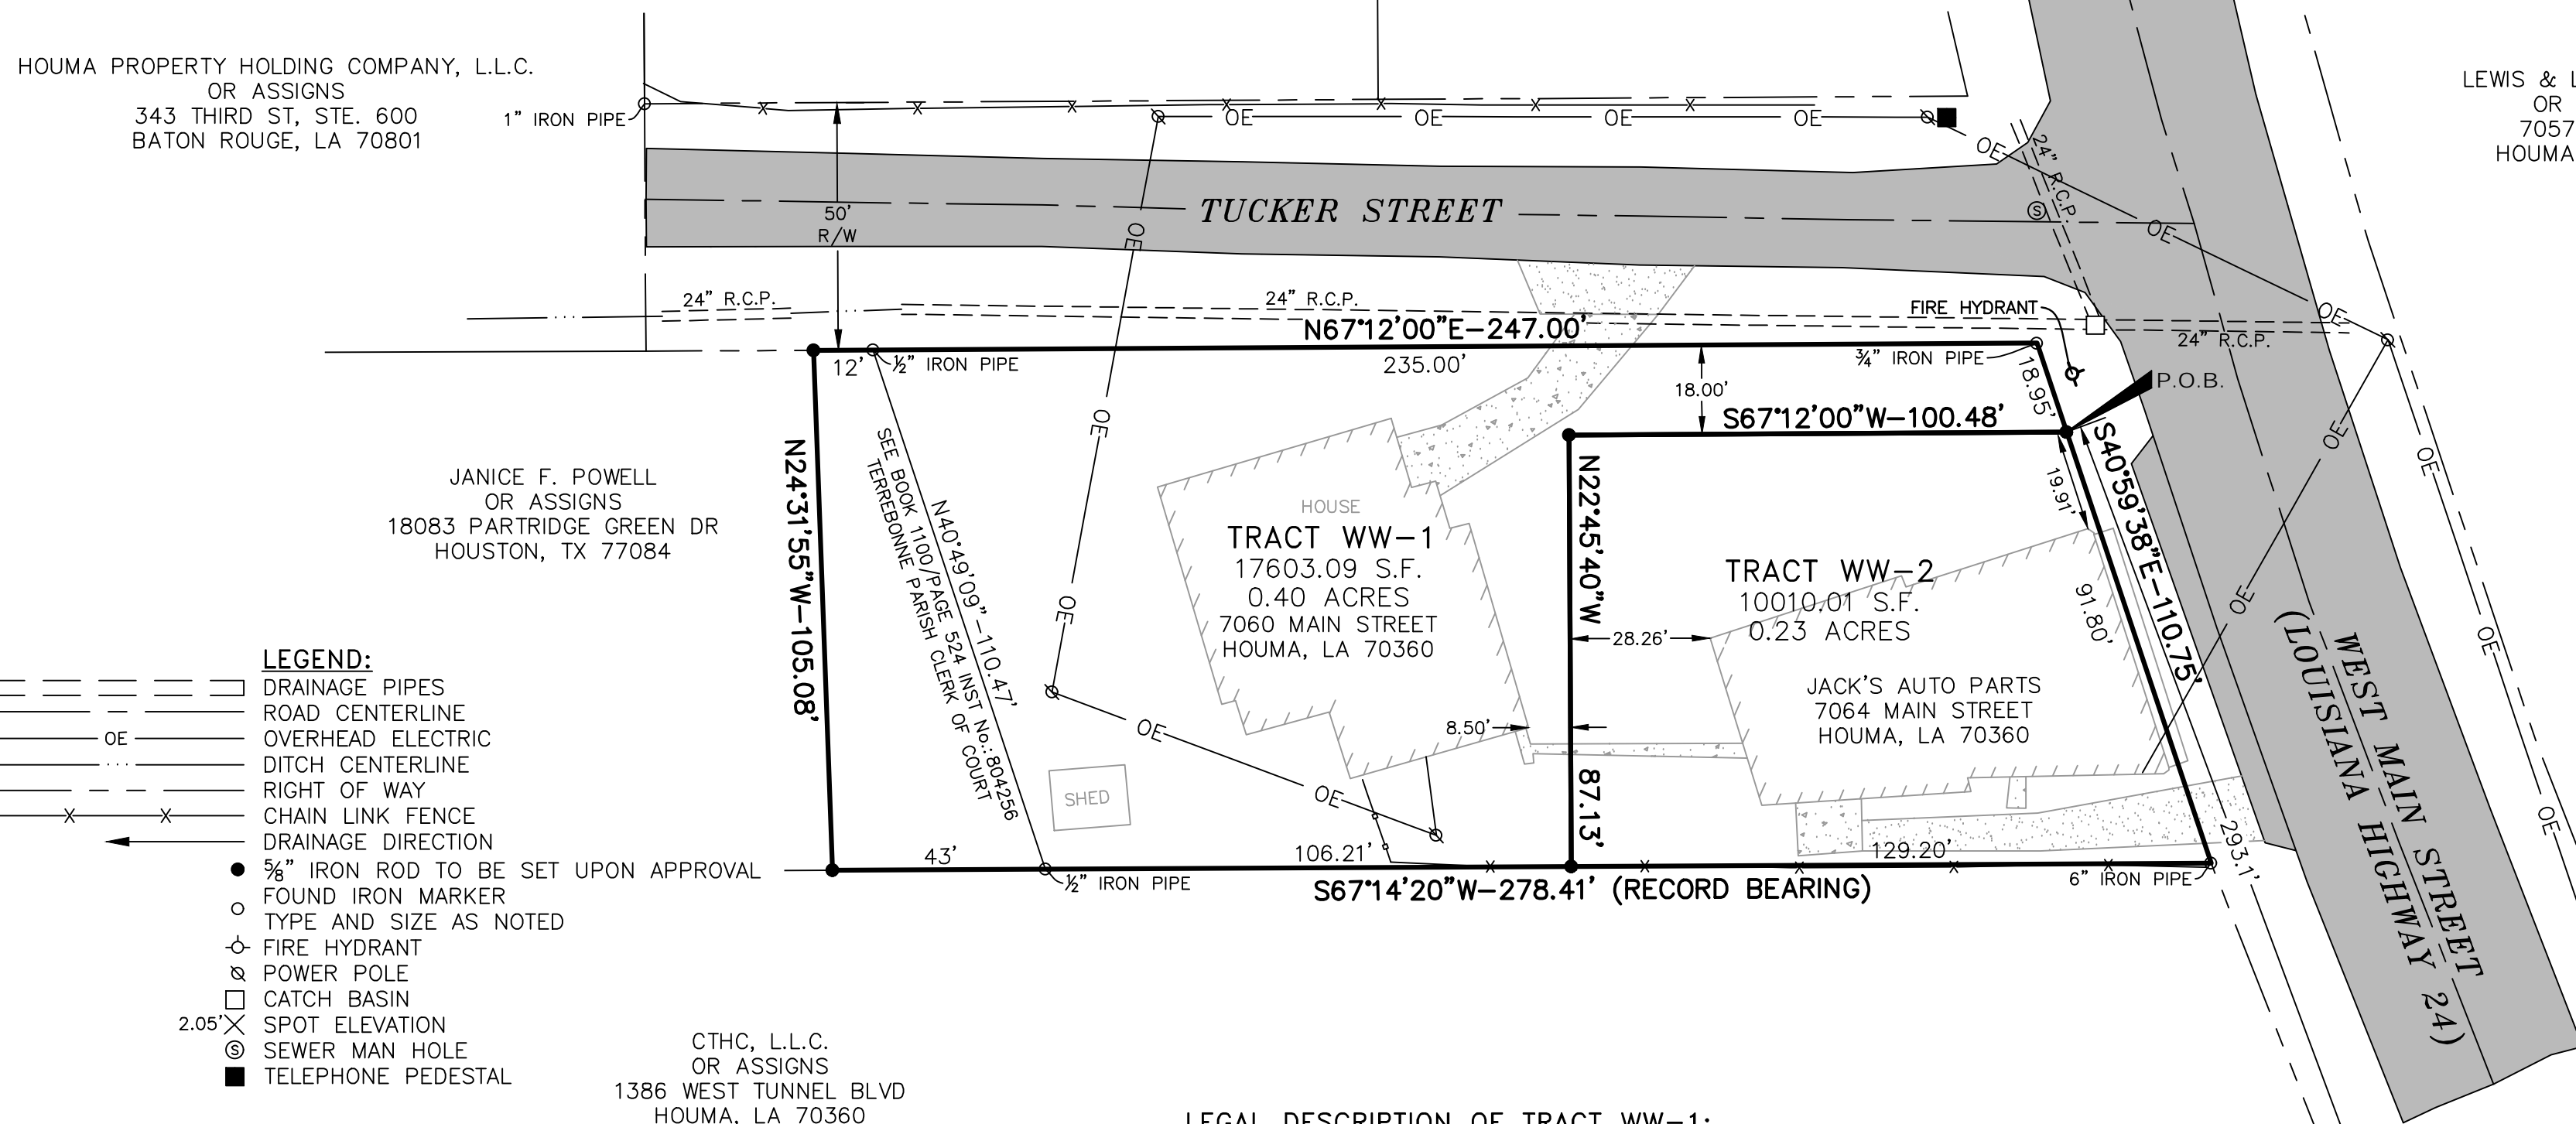 HOUMA PROPERTY HOLDING COMPANY, L.L.C.
OR ASSIGNS
343 THIRD ST, STE. 600
BATON ROUGE, LA 70801
1" IRON PIPE
OE
OE
OE
OE
LEWIS & L
OR
7057
HOUMA
OE
24" R.C.P.
S
50'
R/W
TUCKER STREET
OE
OE
24" R.C.P.
24" R.C.P.
FIRE HYDRANT
OE
24" R.C.P.
N67°12'00"E-247.00'
12'
½" IRON PIPE
235.00'
¾" IRON PIPE
18.95'
P.O.B.
18.00'
S67°12'00"W-100.48'
OE
OE
OE
S40°59'38"E-110.75'
19.91'
91.80'
JANICE F. POWELL
OR ASSIGNS
18083 PARTRIDGE GREEN DR
HOUSTON, TX 77084
N24°31'55"W-105.08'
SEE BOOK 1100/PAGE 524 INST No.:804256
TERREBONNE PARISH CLERK OF COURT
N40°49'09"-110.47'
HOUSE
TRACT WW-1
17603.09 S.F.
0.40 ACRES
7060 MAIN STREET
HOUMA, LA 70360
N22°45'40"W
87.13'
TRACT WW-2
10010.01 S.F.
0.23 ACRES
28.26'
JACK'S AUTO PARTS
7064 MAIN STREET
HOUMA, LA 70360
8.50'
OE
OE
OE
OE
OE
OE
SHED
WEST MAIN STREET
(LOUISIANA HIGHWAY 24)
293.1'
43'
106.21'
129.20'
½" IRON PIPE
6" IRON PIPE
S67°14'20"W-278.41' (RECORD BEARING)
LEGEND:
DRAINAGE PIPES
ROAD CENTERLINE
OE OVERHEAD ELECTRIC
DITCH CENTERLINE
RIGHT OF WAY
CHAIN LINK FENCE
DRAINAGE DIRECTION
⅝" IRON ROD TO BE SET UPON APPROVAL
FOUND IRON MARKER
TYPE AND SIZE AS NOTED
FIRE HYDRANT
POWER POLE
CATCH BASIN
2.05' SPOT ELEVATION
S SEWER MAN HOLE
TELEPHONE PEDESTAL
CTHC, L.L.C.
OR ASSIGNS
1386 WEST TUNNEL BLVD
HOUMA, LA 70360
LEGAL DESCRIPTION OF TRACT WW-1: